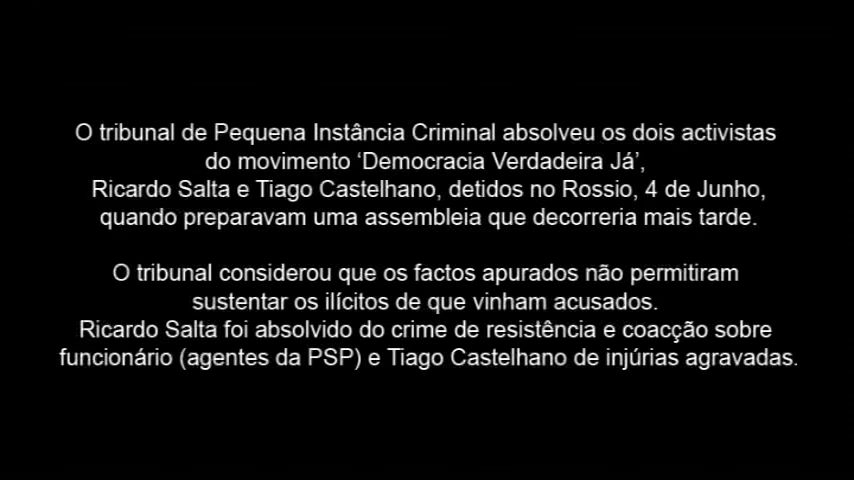 O tribunal de Pequena Instância Criminal absolveu os dois activistas
do movimento ‘Democracia Verdadeira Já’,
Ricardo Salta e Tiago Castelhano, detidos no Rossio, 4 de Junho,
quando preparavam uma assembleia que decorreria mais tarde.
O tribunal considerou que os factos apurados não permitiram
sustentar os ilícitos de que vinham acusados.
Ricardo Salta foi absolvido do crime de resistência e coacção sobre
funcionário (agentes da PSP) e Tiago Castelhano de injúrias agravadas.